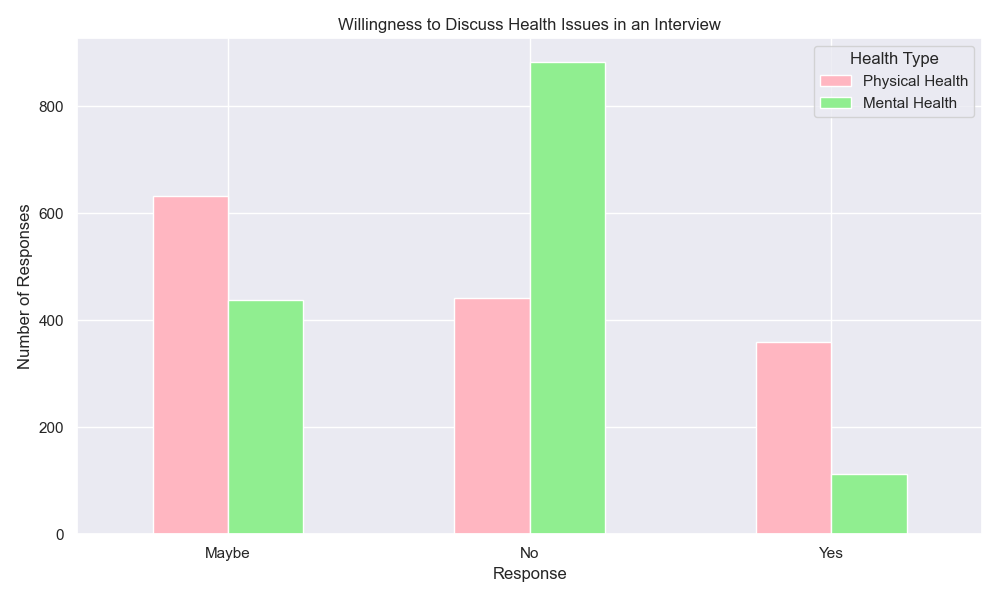 Willingness to Discuss Health Issues in an Interview
Health Type
Physical Health
Mental Health
Number of Responses
800
600
400
200
0
Maybe
No
Yes
Response